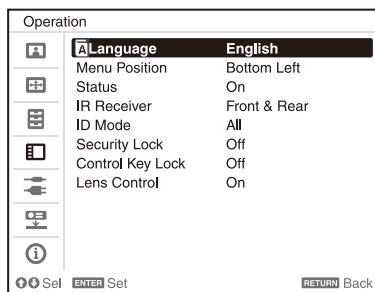 Operation
A Language English
Menu Position Bottom Left
Status On
IR Receiver Front & Rear
ID Mode All
Security Lock Off
Control Key Lock Off
Lens Control On
Sel ENTER Set RETURN Back